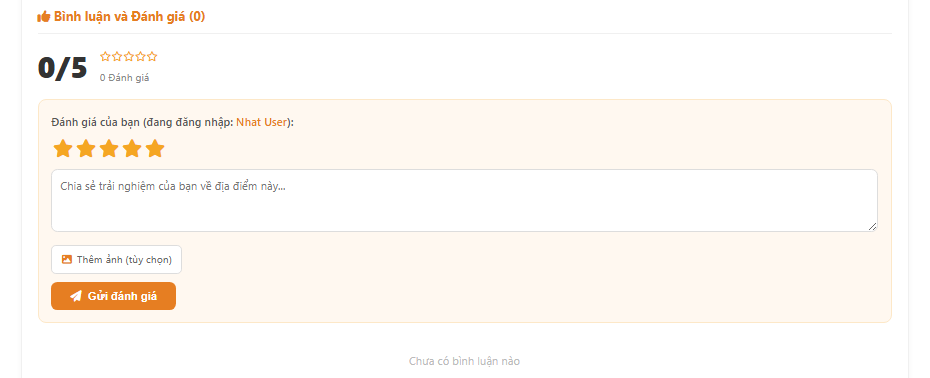 Bình luận và Đánh giá (0)
0/5
0 Đánh giá
Đánh giá của bạn (đang đăng nhập: Nhat User):
Chia sẻ trải nghiệm của bạn về địa điểm này...
Thêm ảnh (tùy chọn)
Gửi đánh giá
Chưa có bình luận nào